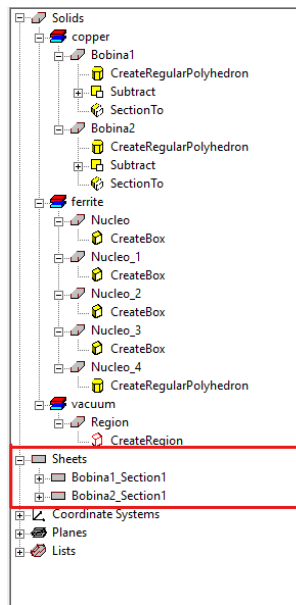 Solids
copper
Bobina1
CreateRegularPolyhedron
Subtract
SectionTo
Bobina2
CreateRegularPolyhedron
Subtract
SectionTo
ferrite
Nucleo
CreateBox
Nucleo_1
CreateBox
Nucleo_2
CreateBox
Nucleo_3
CreateBox
Nucleo_4
CreateRegularPolyhedron
vacuum
Region
CreateRegion
Sheets
Bobina1_Section1
Bobina2_Section1
Coordinate Systems
Planes
Lists